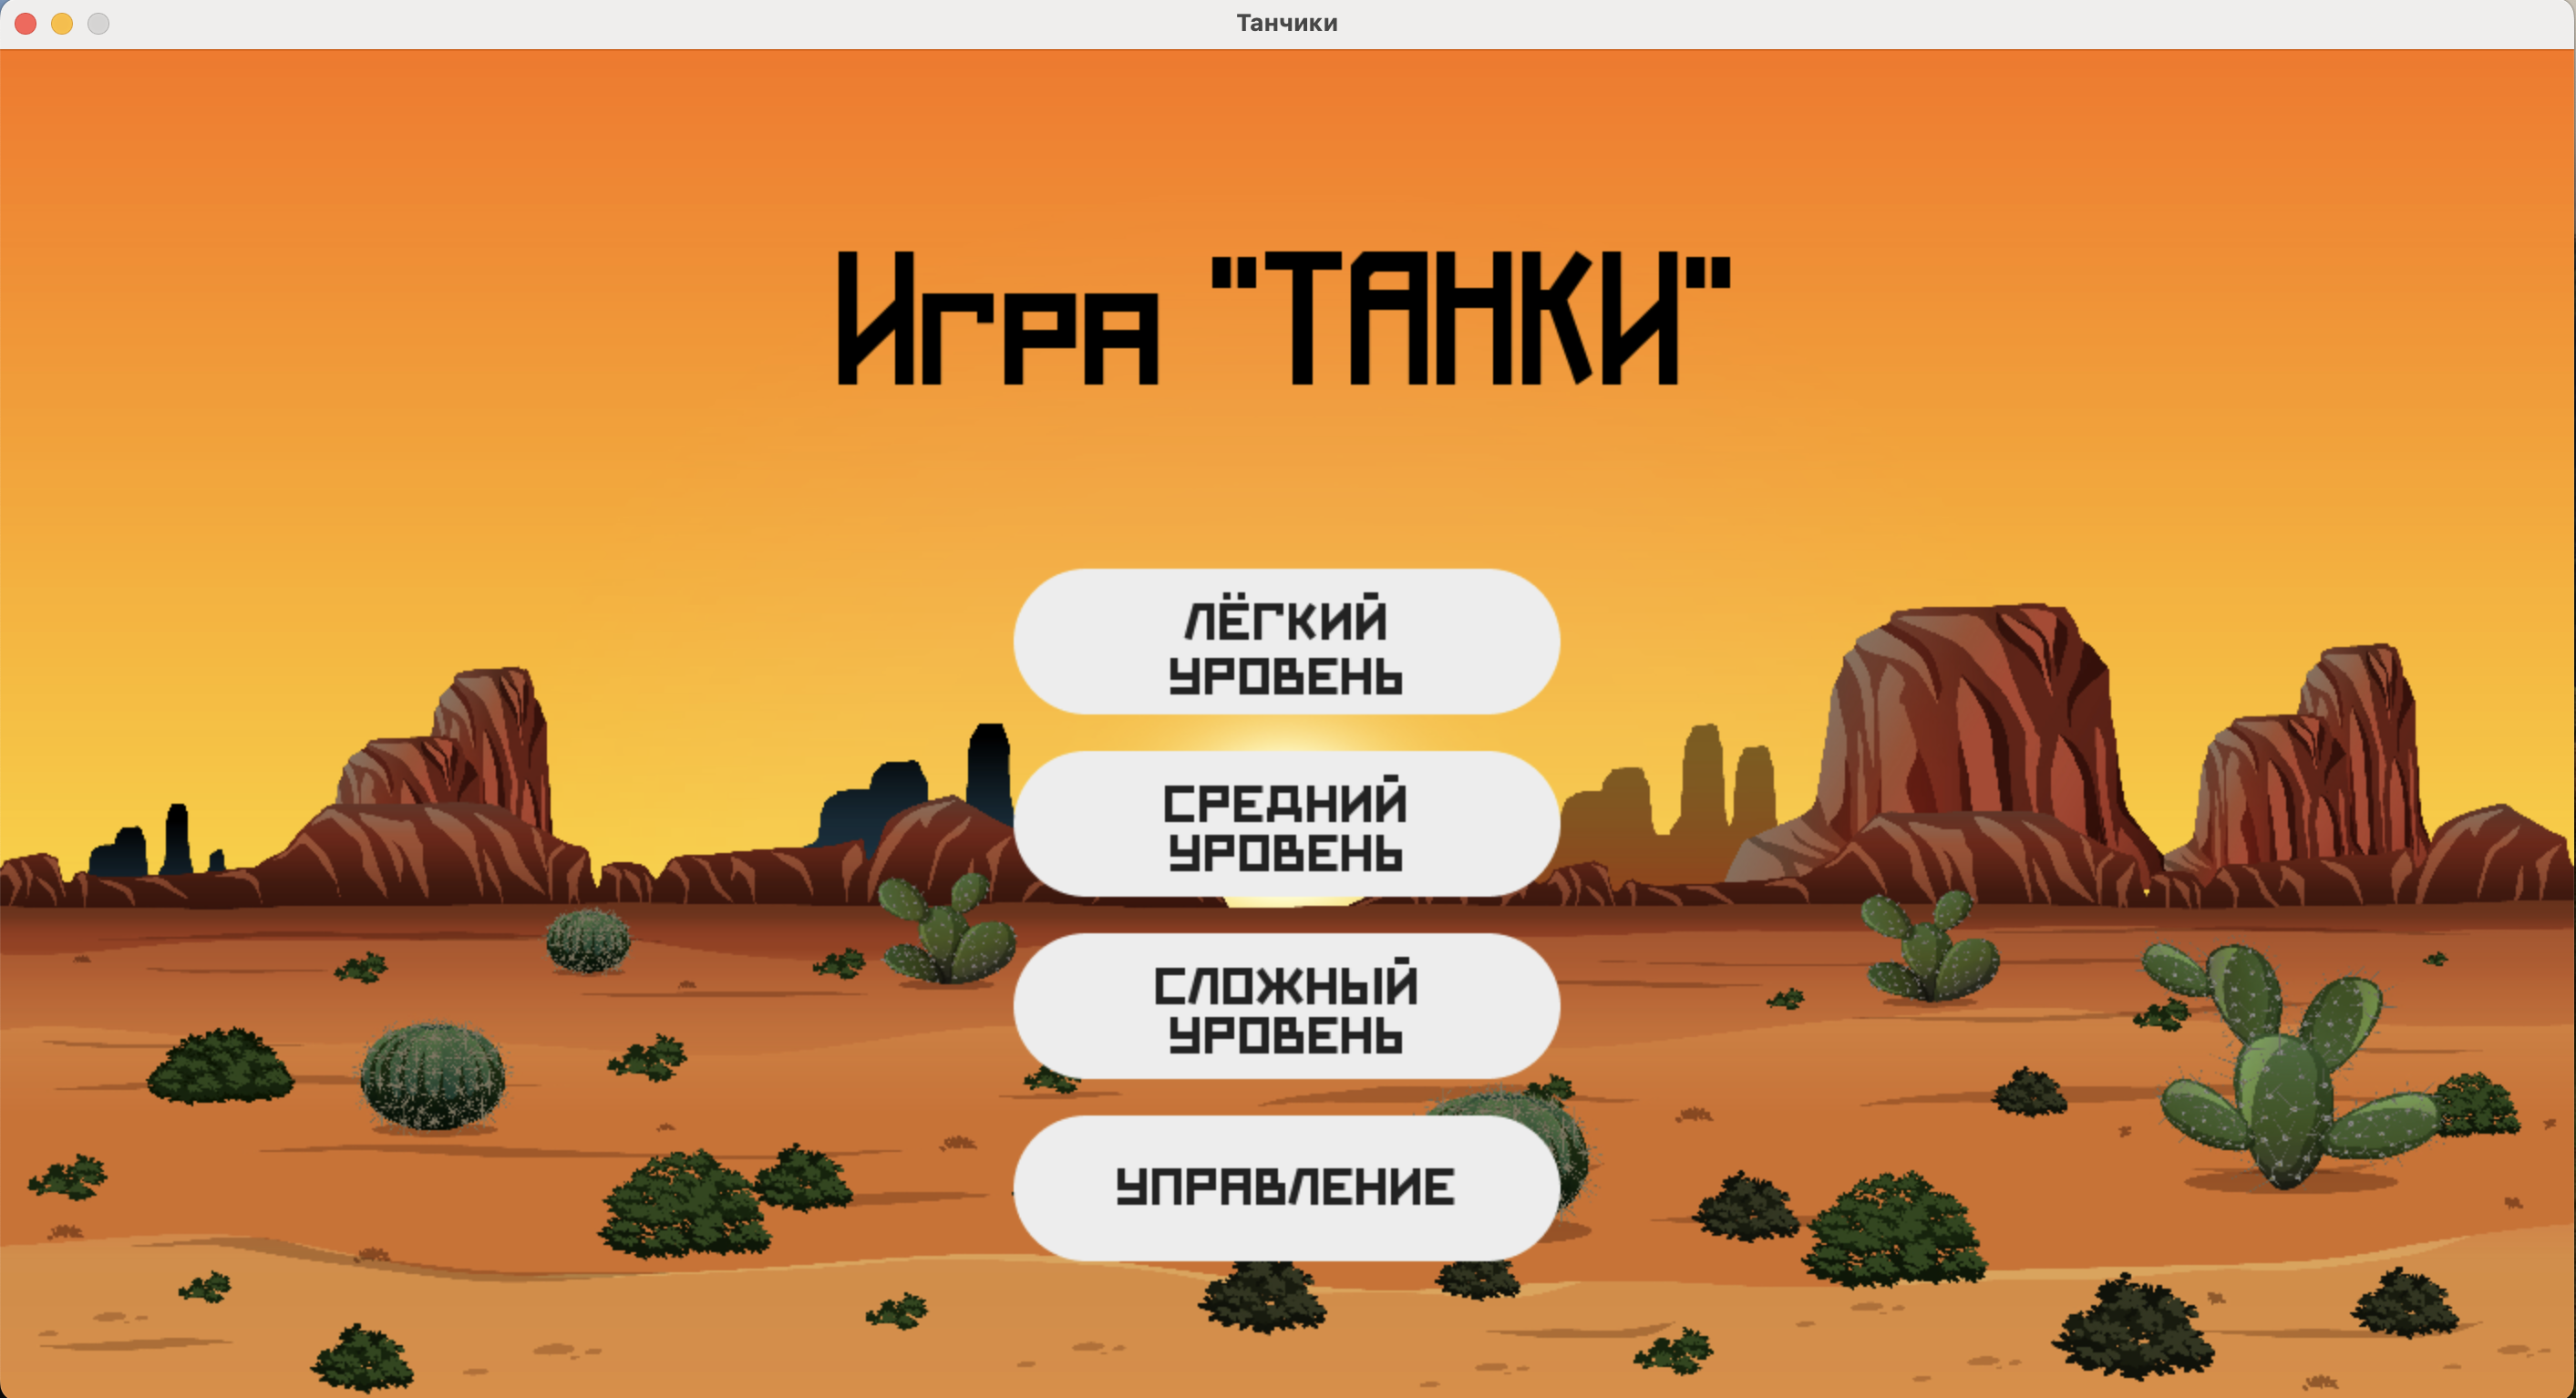 Танчики
Игра "ТАНКИ"
ЛЁГКИЙ
УРОВЕНЬ
СРЕДНИЙ
УРОВЕНЬ
СЛОЖНЫЙ
УРОВЕНЬ
УПРАВЛЕНИЕ